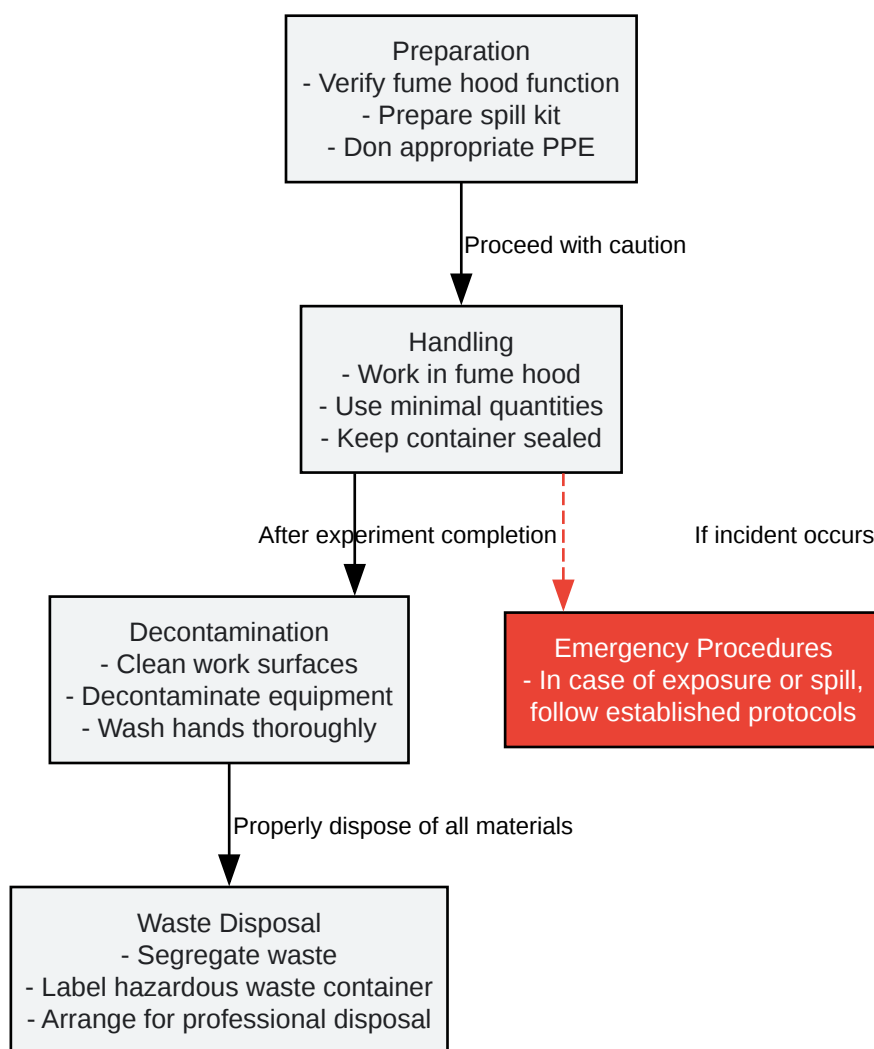 Preparation
- Verify fume hood function
- Prepare spill kit
- Don appropriate PPE
Proceed with caution
Handling
- Work in fume hood
- Use minimal quantities
- Keep container sealed
After experiment completion
If incident occurs
Decontamination
- Clean work surfaces
- Decontaminate equipment
- Wash hands thoroughly
Emergency Procedures
- In case of exposure or spill,
follow established protocols
Properly dispose of all materials
Waste Disposal
- Segregate waste
- Label hazardous waste container
- Arrange for professional disposal